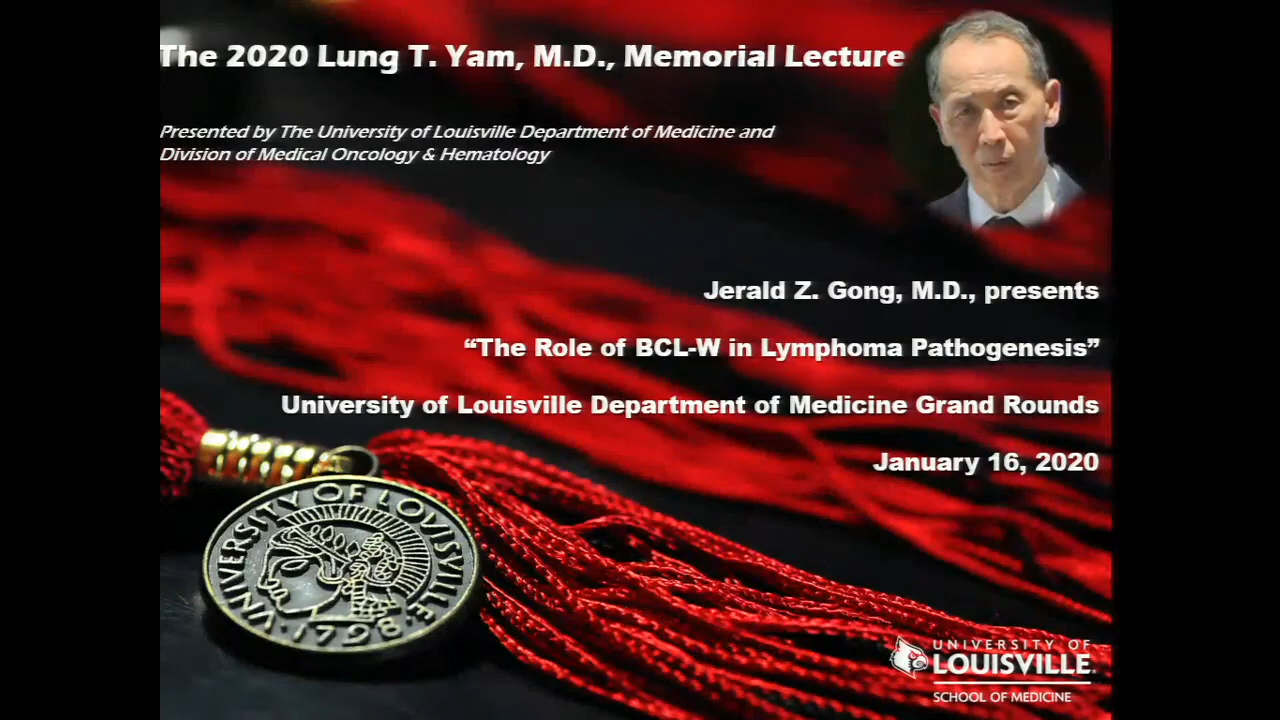 The 2020 Lung T. Yam, M.D., Memorial Lecture
Presented by The University of Louisville Department of Medicine and
Division of Medical Oncology & Hematology
Jerald Z. Gong, M.D., presents
“The Role of BCL-W in Lymphoma Pathogenesis”
University of Louisville Department of Medicine Grand Rounds
January 16, 2020
UNIVERSITY OF LOUISVILLE
1798
UNIVERSITY OF
LOUISVILLE.
SCHOOL OF MEDICINE